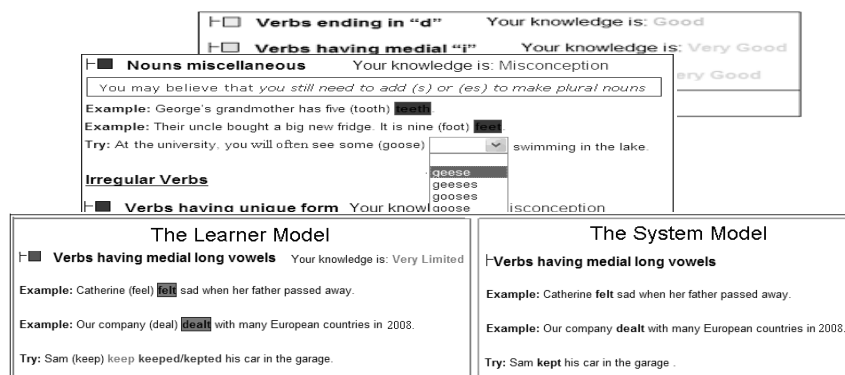 Verbs ending in “d” Your knowledge is: Good
Verbs having medial “i” Your knowledge is: Very Good
ery Good
Nouns miscellaneous Your knowledge is: Misconception
You may believe that you still need to add (s) or (es) to make plural nouns
Example: George's grandmother has five (tooth) teeth.
Example: Their uncle bought a big new fridge. It is nine (foot) feet.
Try: At the university, you will often see some (goose) swimming in the lake.
geese
geeses
gooses
goose
Irregular Verbs
Verbs having unique form Your know isconception
The Learner Model
Verbs having medial long vowels Your knowledge is: Very Limited
Example: Catherine (feel) felt sad when her father passed away.
Example: Our company (deal) dealt with many European countries in 2008.
Try: Sam (keep) keep keeped/kepted his car in the garage.
The System Model
Verbs having medial long vowels
Example: Catherine felt sad when her father passed away.
Example: Our company dealt with many European countries in 2008.
Try: Sam kept his car in the garage .